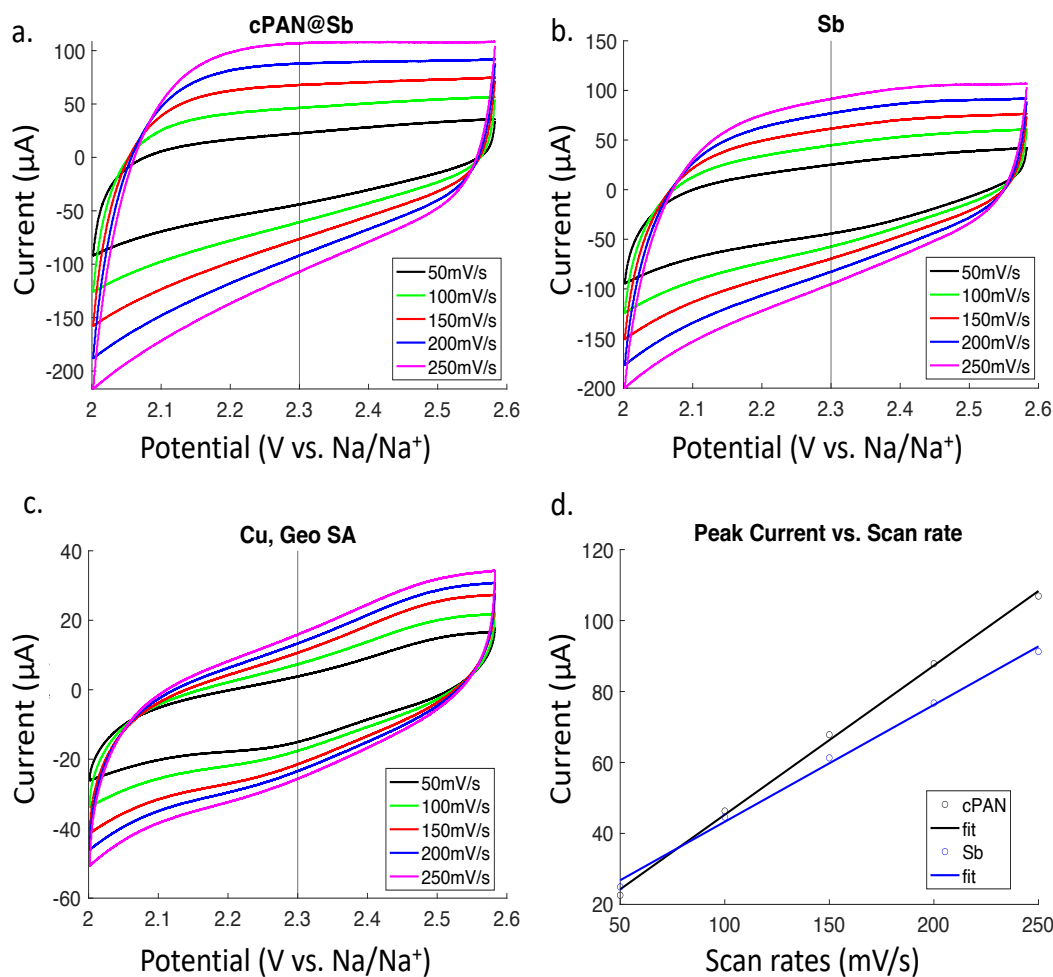 a.
cPAN@Sb
100
50
0
-50
-100
-150
-200
Current (µA)
50mV/s
100mV/s
150mV/s
200mV/s
250mV/s
2 2.1 2.2 2.3 2.4 2.5 2.6
Potential (V vs. Na/Na⁺)
b.
Sb
150
100
50
0
-50
-100
-150
-200
Current (µA)
50mV/s
100mV/s
150mV/s
200mV/s
250mV/s
2 2.1 2.2 2.3 2.4 2.5 2.6
Potential (V vs. Na/Na⁺)
c.
Cu, Geo SA
40
20
0
-20
-40
-60
Current (µA)
50mV/s
100mV/s
150mV/s
200mV/s
250mV/s
2 2.1 2.2 2.3 2.4 2.5 2.6
Potential (V vs. Na/Na⁺)
d.
Peak Current vs. Scan rate
120
100
80
60
40
20
Current (µA)
cPAN
fit
Sb
fit
50 100 150 200 250
Scan rates (mV/s)